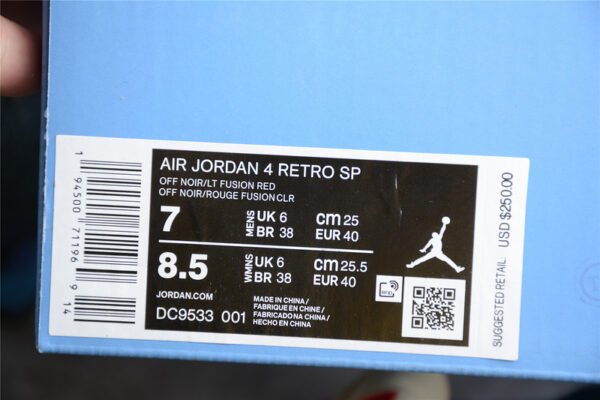 AIR JORDAN 4 RETRO SP
OFF NOIR/LT FUSION RED
OFF NOIR/ROUGE FUSION CLR
7 MENS UK 6 cm 25
BR 38 EUR 40
8.5 WMNS UK 6 cm 25.5
BR 38 EUR 40
JORDAN.COM
DC9533 001
MADE IN CHINA /
FABRIQUE EN CHINE /
FABRICADO NA CHINA /
HECHO EN CHINA
RFID
1 94500 71196 9 14
SUGGESTED RETAIL USD $250.00